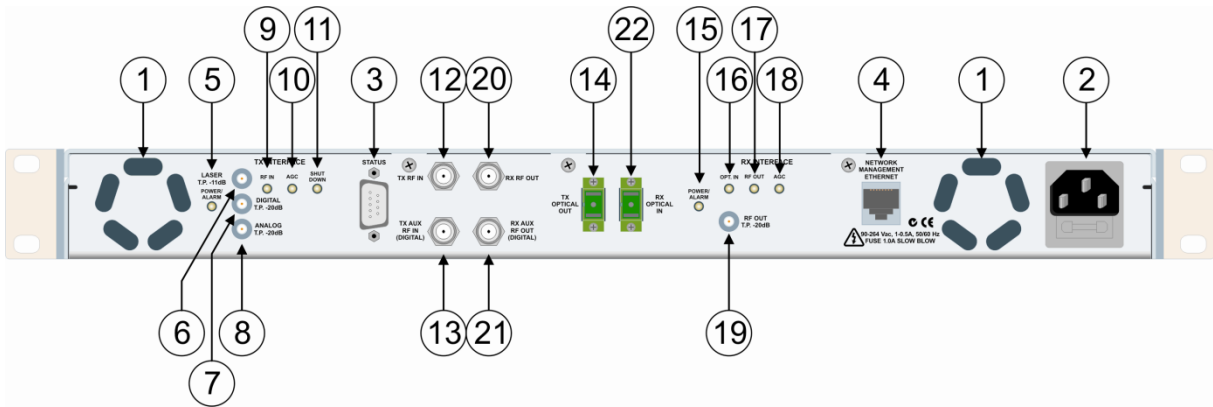 9
11
15
17
22
1
5
10
3
12
20
14
16
18
4
1
2
TX INTERFACE
STATUS
RX INTERFACE
NETWORK
MANAGEMENT
ETHERNET
LASER
T.P. -11dB
POWER/
ALARM
RF IN
AGC
SHUT
DOWN
DIGITAL
T.P. -20dB
ANALOG
T.P. -20dB
TX RF IN
RX RF OUT
TX AUX
RF IN
(DIGITAL)
RX AUX
RF OUT
(DIGITAL)
TX
OPTICAL
OUT
RX
OPTICAL
IN
POWER/
ALARM
OPT. IN
RF OUT
AGC
RF OUT
T.P. -20dB
CE
90-264 Vac, 1-0.5A, 50/60 Hz
FUSE 1.0A SLOW BLOW
6
8
13
21
19
7